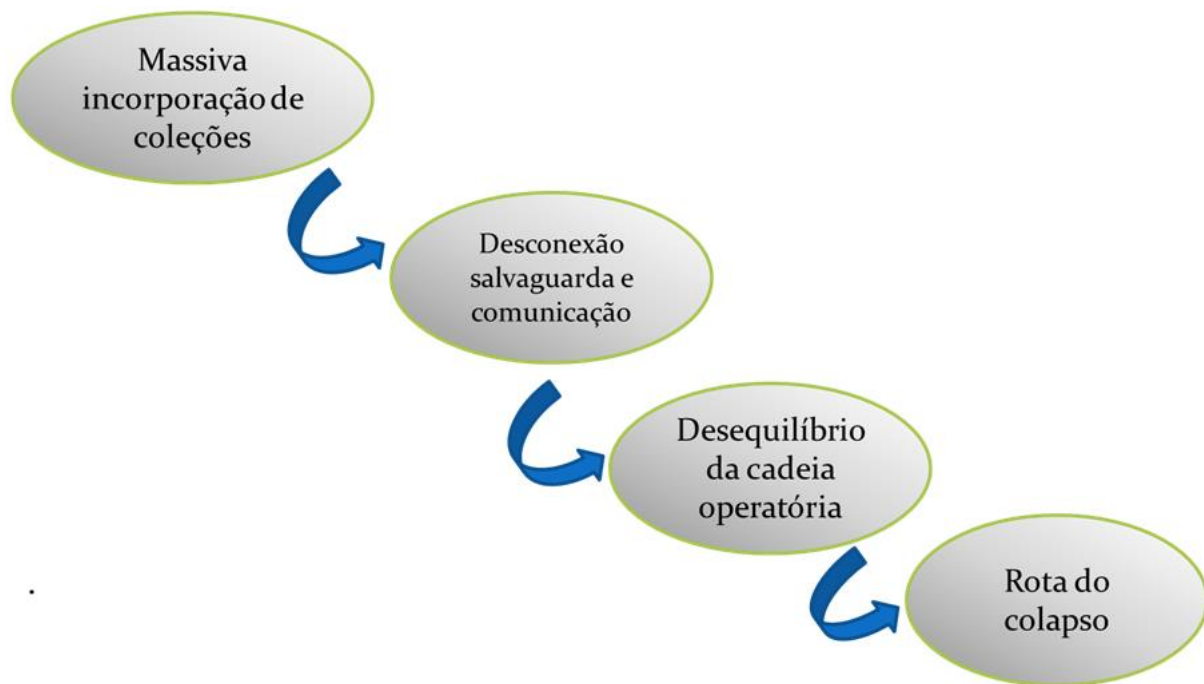 Massiva
incorporação de
coleções
Desconexão
salvaguarda e
comunicação
Desequilíbrio
da cadeia
operatória
Rota do
colapso
.